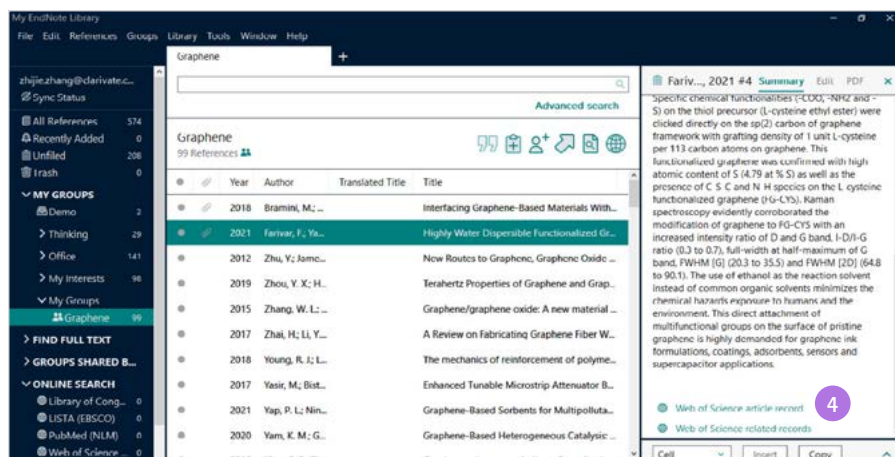 My EndNote Library
File Edit References Groups Library Tools Window Help
Graphene
zhijie.zhang@clarivate.c...
Sync Status
All References 574
Recently Added 0
Unfiled 208
Trash 0
MY GROUPS
Demo 2
Thinking 29
Office 141
My Interests 98
My Groups
Graphene 99
FIND FULL TEXT
GROUPS SHARED B...
ONLINE SEARCH
Library of Cong... 0
LISTA (EBSCO) 0
PubMed (NLM) 0
Web of Science ... 0
Advanced search
Graphene
99 References
Year Author Translated Title Title
2018 Bramini, M.; ... Interfacing Graphene-Based Materials With...
2021 Farivar, F.; Ya... Highly Water Dispersible Functionalized Gr...
2012 Zhu, Y.; Jame... New Routes to Graphene, Graphene Oxide ...
2019 Zhou, Y. X.; H... Terahertz Properties of Graphene and Grap...
2015 Zhang, W. L.; ... Graphene/graphene oxide: A new material ...
2017 Zhai, H.; Li, Y.... A Review on Fabricating Graphene Fiber W...
2018 Young, R. J.; L... The mechanics of reinforcement of polyme...
2017 Yasir, M.; Bist... Enhanced Tunable Microstrip Attenuator B...
2021 Yap, P. L.; Nin... Graphene-Based Sorbents for Multipolluta...
2020 Yam, K. M.; G... Graphene-Based Heterogeneous Catalysis: ...
Fariv..., 2021 #4 Summary Edit PDF
Specific chemical functionalities (-COO, -NH2 and -
S) on the thiol precursor (L-cysteine ethyl ester) were
clicked directly on the sp(2) carbon of graphene
framework with grafting density of 1 unit L-cysteine
per 113 carbon atoms on graphene. This
functionalized graphene was confirmed with high
atomic content of S (4.79 at % S) as well as the
presence of C S C and N H species on the L cysteine
functionalized graphene (FG-CYS). Raman
spectroscopy evidently corroborated the
modification of graphene to FG-CYS with an
increased intensity ratio of D and G band, I-D/I-G
ratio (0.3 to 0.7), full-width at half-maximum of G
band, FWHM [G] (20.3 to 35.5) and FWHM [2D] (64.8
to 90.1). The use of ethanol as the reaction solvent
instead of common organic solvents minimizes the
chemical hazards exposure to humans and the
environment. This direct attachment of
multifunctional groups on the surface of pristine
graphene is highly demanded for graphene ink
formulations, coatings, adsorbents, sensors and
supercapacitor applications.
Web of Science article record
4
Web of Science related records
Cell Insert Copy